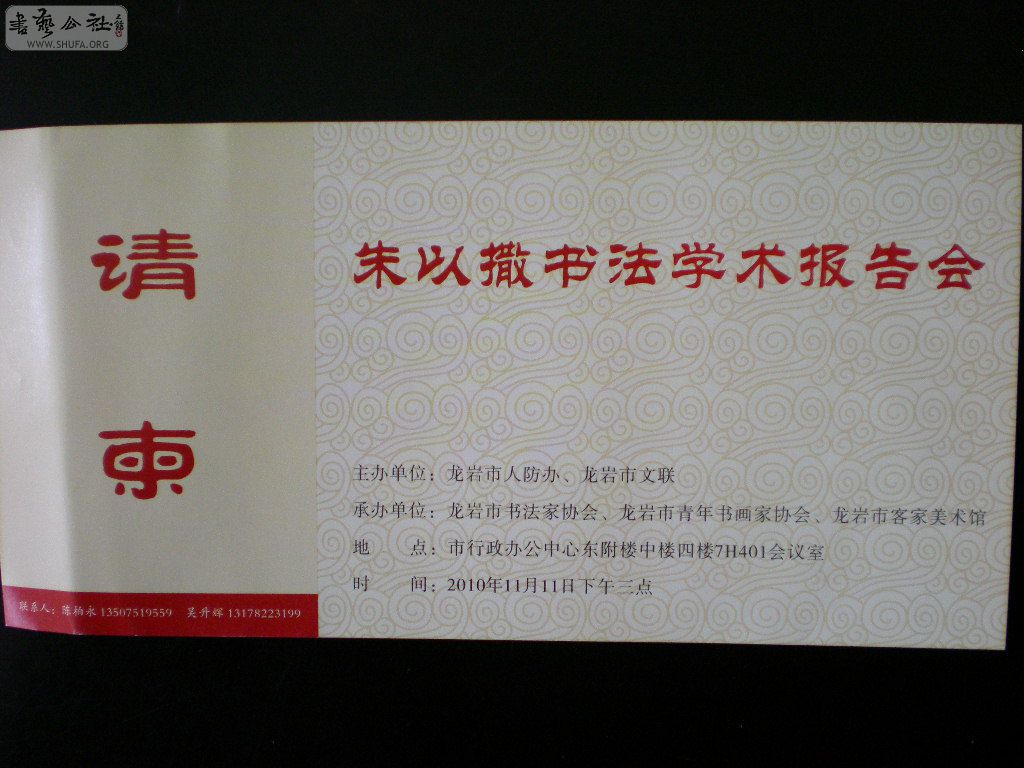 书艺公社
WWW.SHUFA.ORG
请柬
朱以撒书法学术报告会
主办单位：龙岩市人防办、龙岩市文联
承办单位：龙岩市书法家协会、龙岩市青年书画家协会、龙岩市客家美术馆
地　　点：市行政办公中心东附楼中楼四楼7H401会议室
时　　间：2010年11月11日下午三点
联系人：陈柏永 13507519559　吴升辉 13178223199